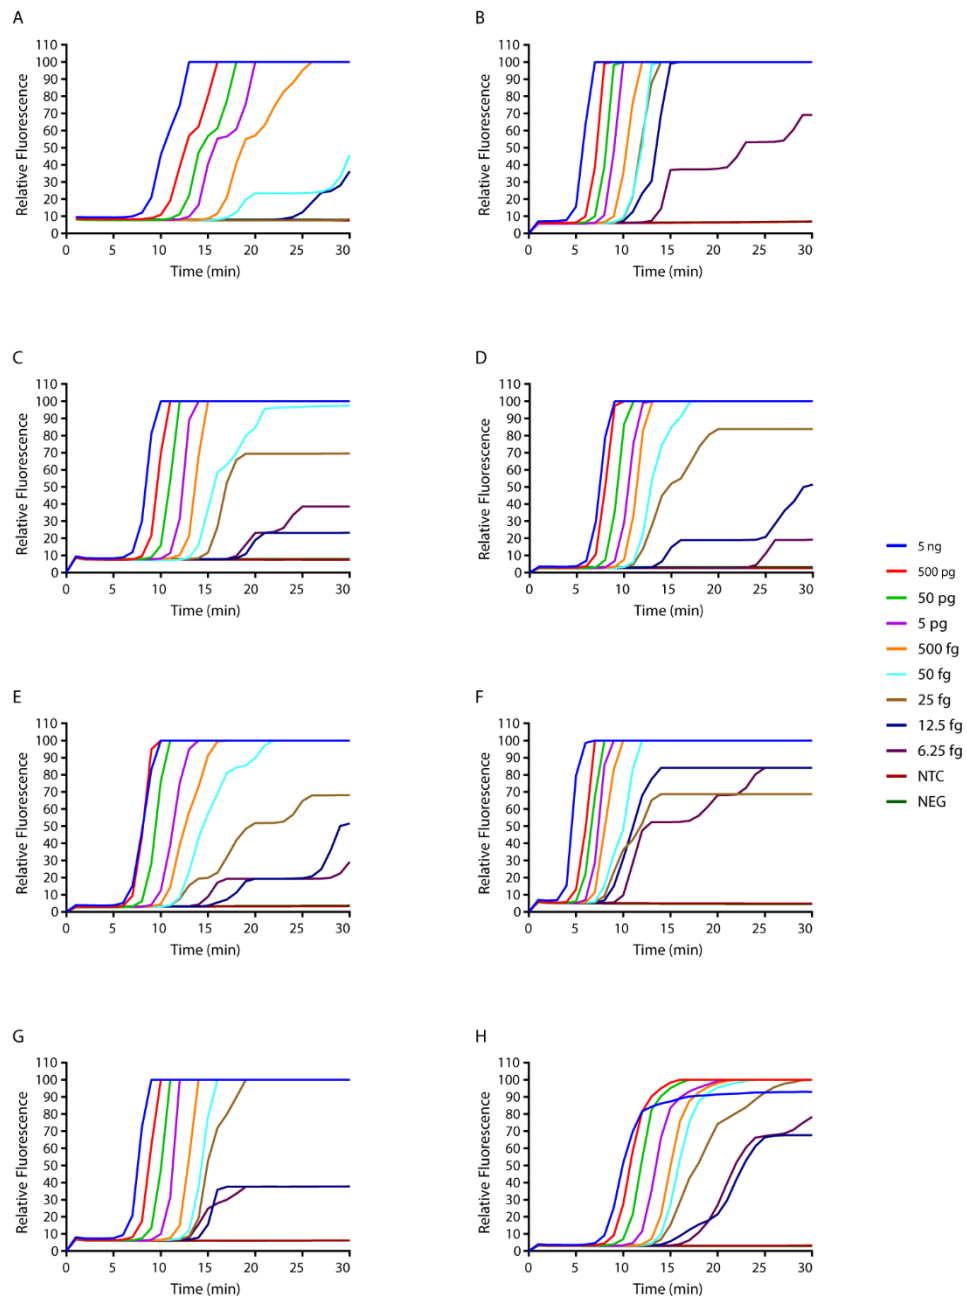 A
110
100
90
80
70
60
50
40
30
20
10
0
Relative Fluorescence
0 5 10 15 20 25 30
Time (min)
B
110
100
90
80
70
60
50
40
30
20
10
0
Relative Fluorescence
0 5 10 15 20 25 30
Time (min)
C
110
100
90
80
70
60
50
40
30
20
10
0
Relative Fluorescence
0 5 10 15 20 25 30
Time (min)
D
110
100
90
80
70
60
50
40
30
20
10
0
Relative Fluorescence
0 5 10 15 20 25 30
Time (min)
5 ng
500 pg
50 pg
5 pg
500 fg
50 fg
25 fg
12.5 fg
6.25 fg
NTC
NEG
E
110
100
90
80
70
60
50
40
30
20
10
0
Relative Fluorescence
0 5 10 15 20 25 30
Time (min)
F
110
100
90
80
70
60
50
40
30
20
10
0
Relative Fluorescence
0 5 10 15 20 25 30
Time (min)
G
110
100
90
80
70
60
50
40
30
20
10
0
Relative Fluorescence
0 5 10 15 20 25 30
Time (min)
H
110
100
90
80
70
60
50
40
30
20
10
0
Relative Fluorescence
0 5 10 15 20 25 30
Time (min)